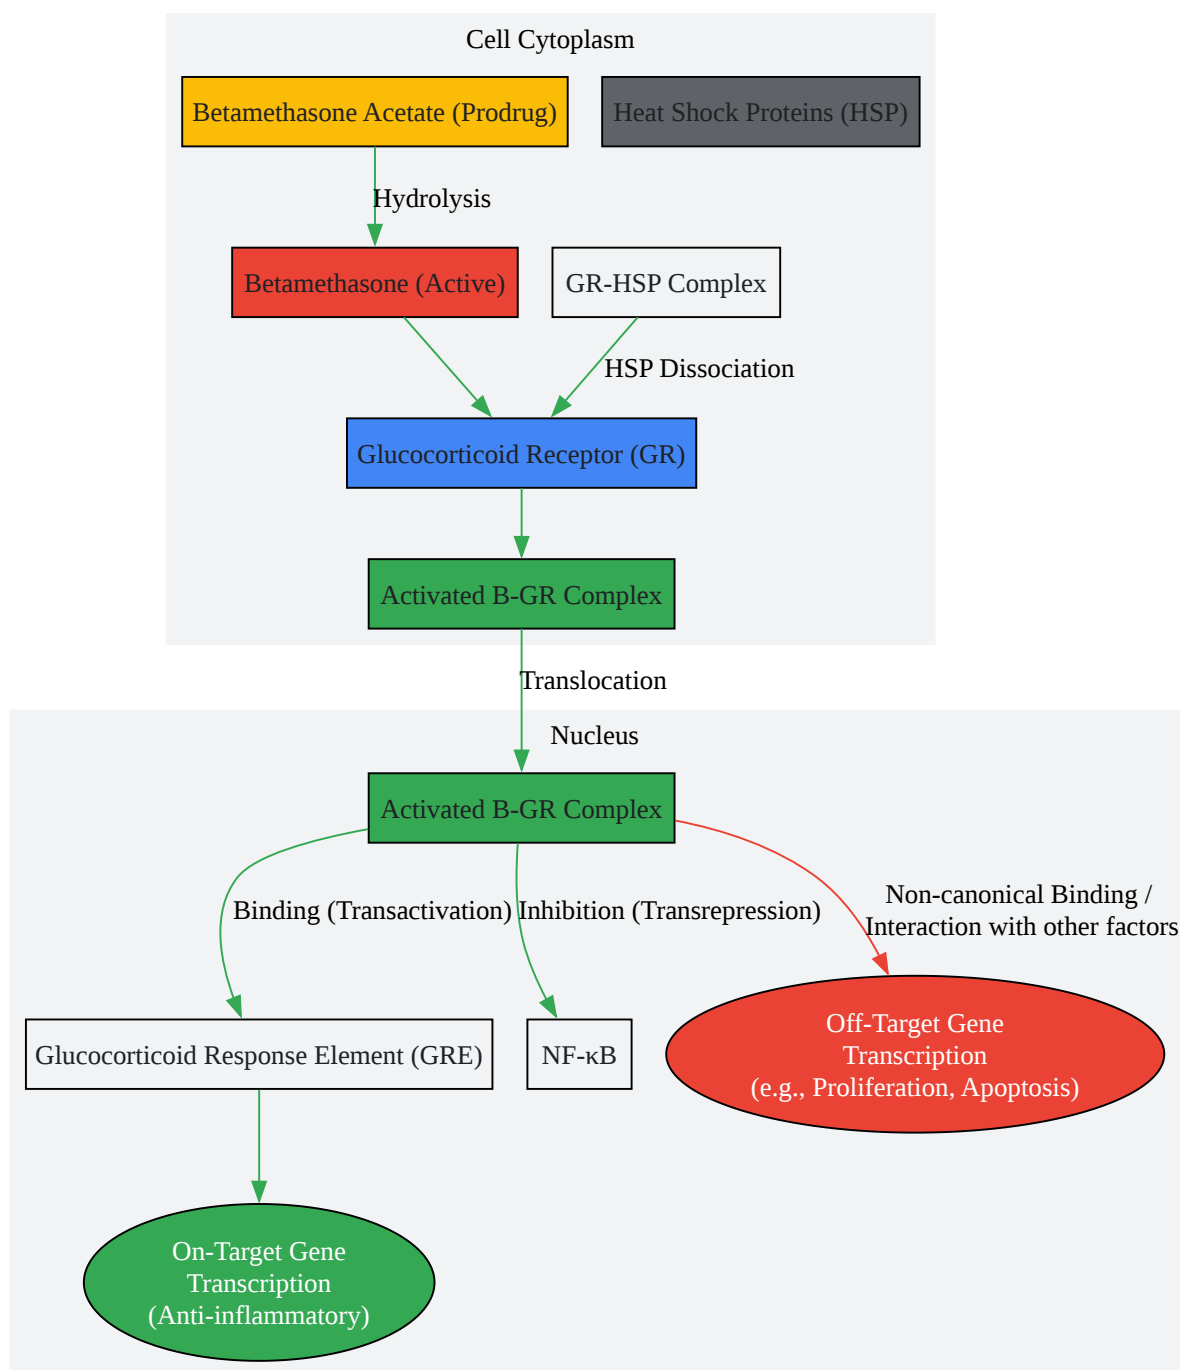 Cell Cytoplasm
Betamethasone Acetate (Prodrug)
Heat Shock Proteins (HSP)
Hydrolysis
Betamethasone (Active)
GR-HSP Complex
HSP Dissociation
Glucocorticoid Receptor (GR)
Activated B-GR Complex
Translocation
Nucleus
Activated B-GR Complex
Binding (Transactivation)
Inhibition (Transrepression)
Non-canonical Binding /
Interaction with other factors
Glucocorticoid Response Element (GRE)
NF-κB
Off-Target Gene
Transcription
(e.g., Proliferation, Apoptosis)
On-Target Gene
Transcription
(Anti-inflammatory)